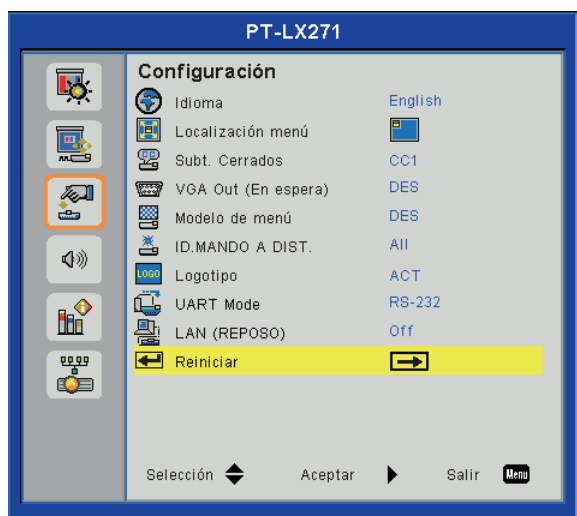 PT-LX271
Configuración
Idioma English
Localización menú
Subt. Cerrados CC1
VGA Out (En espera) DES
Modelo de menú DES
ID.MANDO A DIST. All
LOGO Logotipo ACT
UART Mode RS-232
LAN (REPOSO) Off
Reiniciar
Selección Aceptar Salir Menu